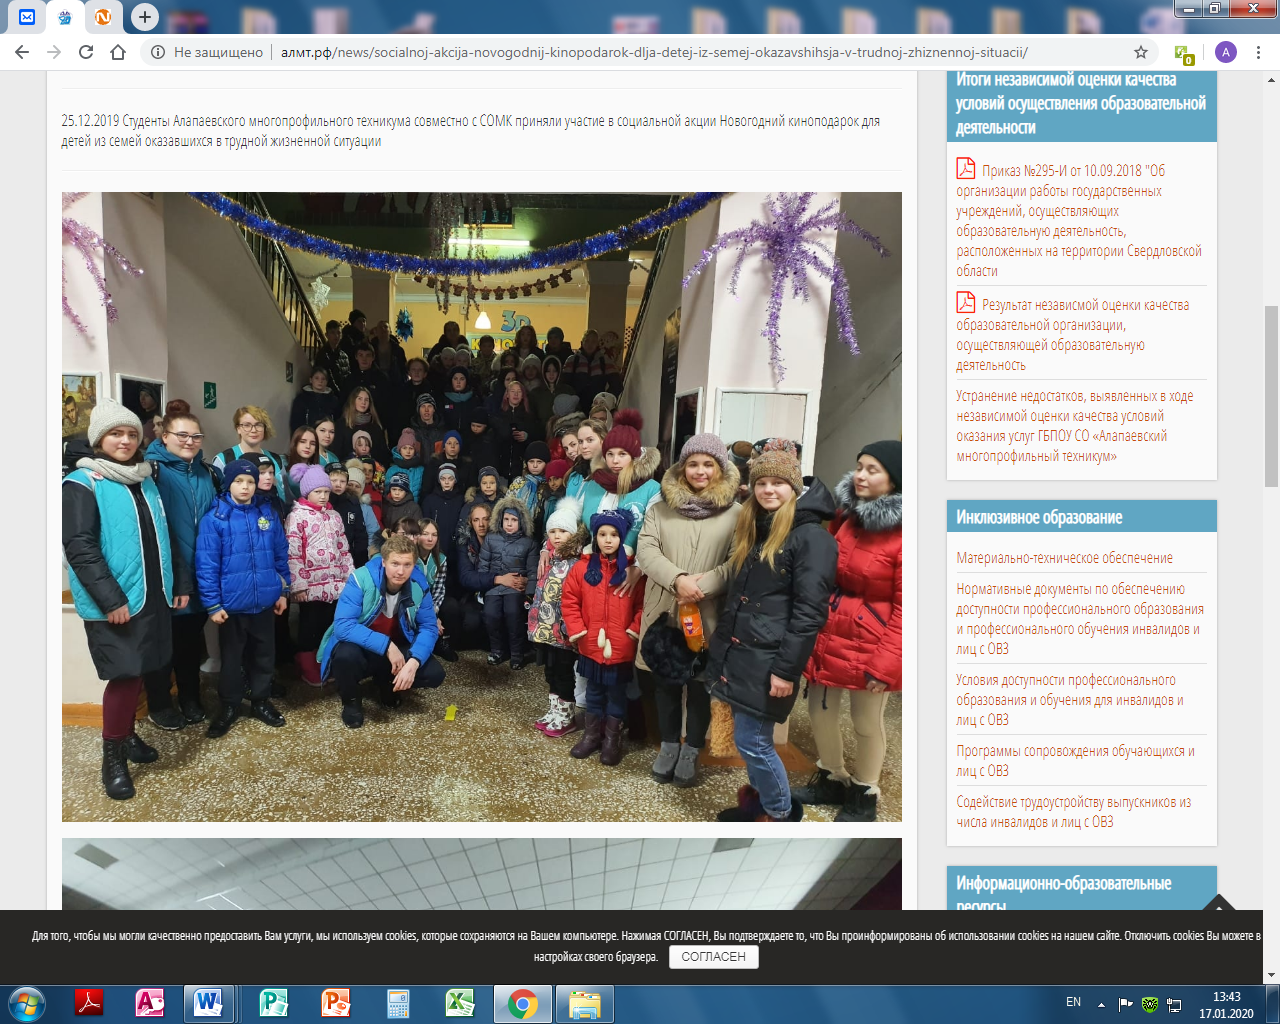 Не защищено
алмт.рф/news/socialnoj-akcija-novogodnij-kinopodarok-dlja-detej-iz-semej-okazavshihsja-v-trudnoj-zhiznennoj-situacii/
A
0
25.12.2019 Студенты Алапаевского многопрофильного техникума совместно с СОМК приняли участие в социальной акции Новогодний киноподарок для
детей из семей оказавшихся в трудной жизненной ситуации
3D
Итоги независимой оценки качества
условий осуществления образовательной
деятельности
Приказ №295-И от 10.09.2018 "Об
организации работы государственных
учреждений, осуществляющих
образовательную деятельность,
расположенных на территории Свердловской
области
Результат независмой оценки качества
образовательной организации,
осуществляющей образовательную
деятельность
Устранение недостатков, выявленных в ходе
независимой оценки качества условий
оказания услуг ГБПОУ СО «Алапаевский
многопрофильный техникум»
Инклюзивное образование
Материально-техническое обеспечение
Нормативные документы по обеспечению
доступности профессионального образования
и профессионального обучения инвалидов и
лиц с ОВЗ
Условия доступности профессионального
образования и обучения для инвалидов и
лиц с ОВЗ
Программы сопровождения обучающихся и
лиц с ОВЗ
Содействие трудоустройству выпускников из
числа инвалидов и лиц с ОВЗ
Информационно-образовательные
ресурсы
Для того, чтобы мы могли качественно предоставить Вам услуги, мы используем cookies, которые сохраняются на Вашем компьютере. Нажимая СОГЛАСЕН, Вы подтверждаете то, что Вы проинформированы об использовании cookies на нашем сайте. Отключить cookies Вы можете в
настройках своего браузера.
СОГЛАСЕН
EN
13:43
17.01.2020